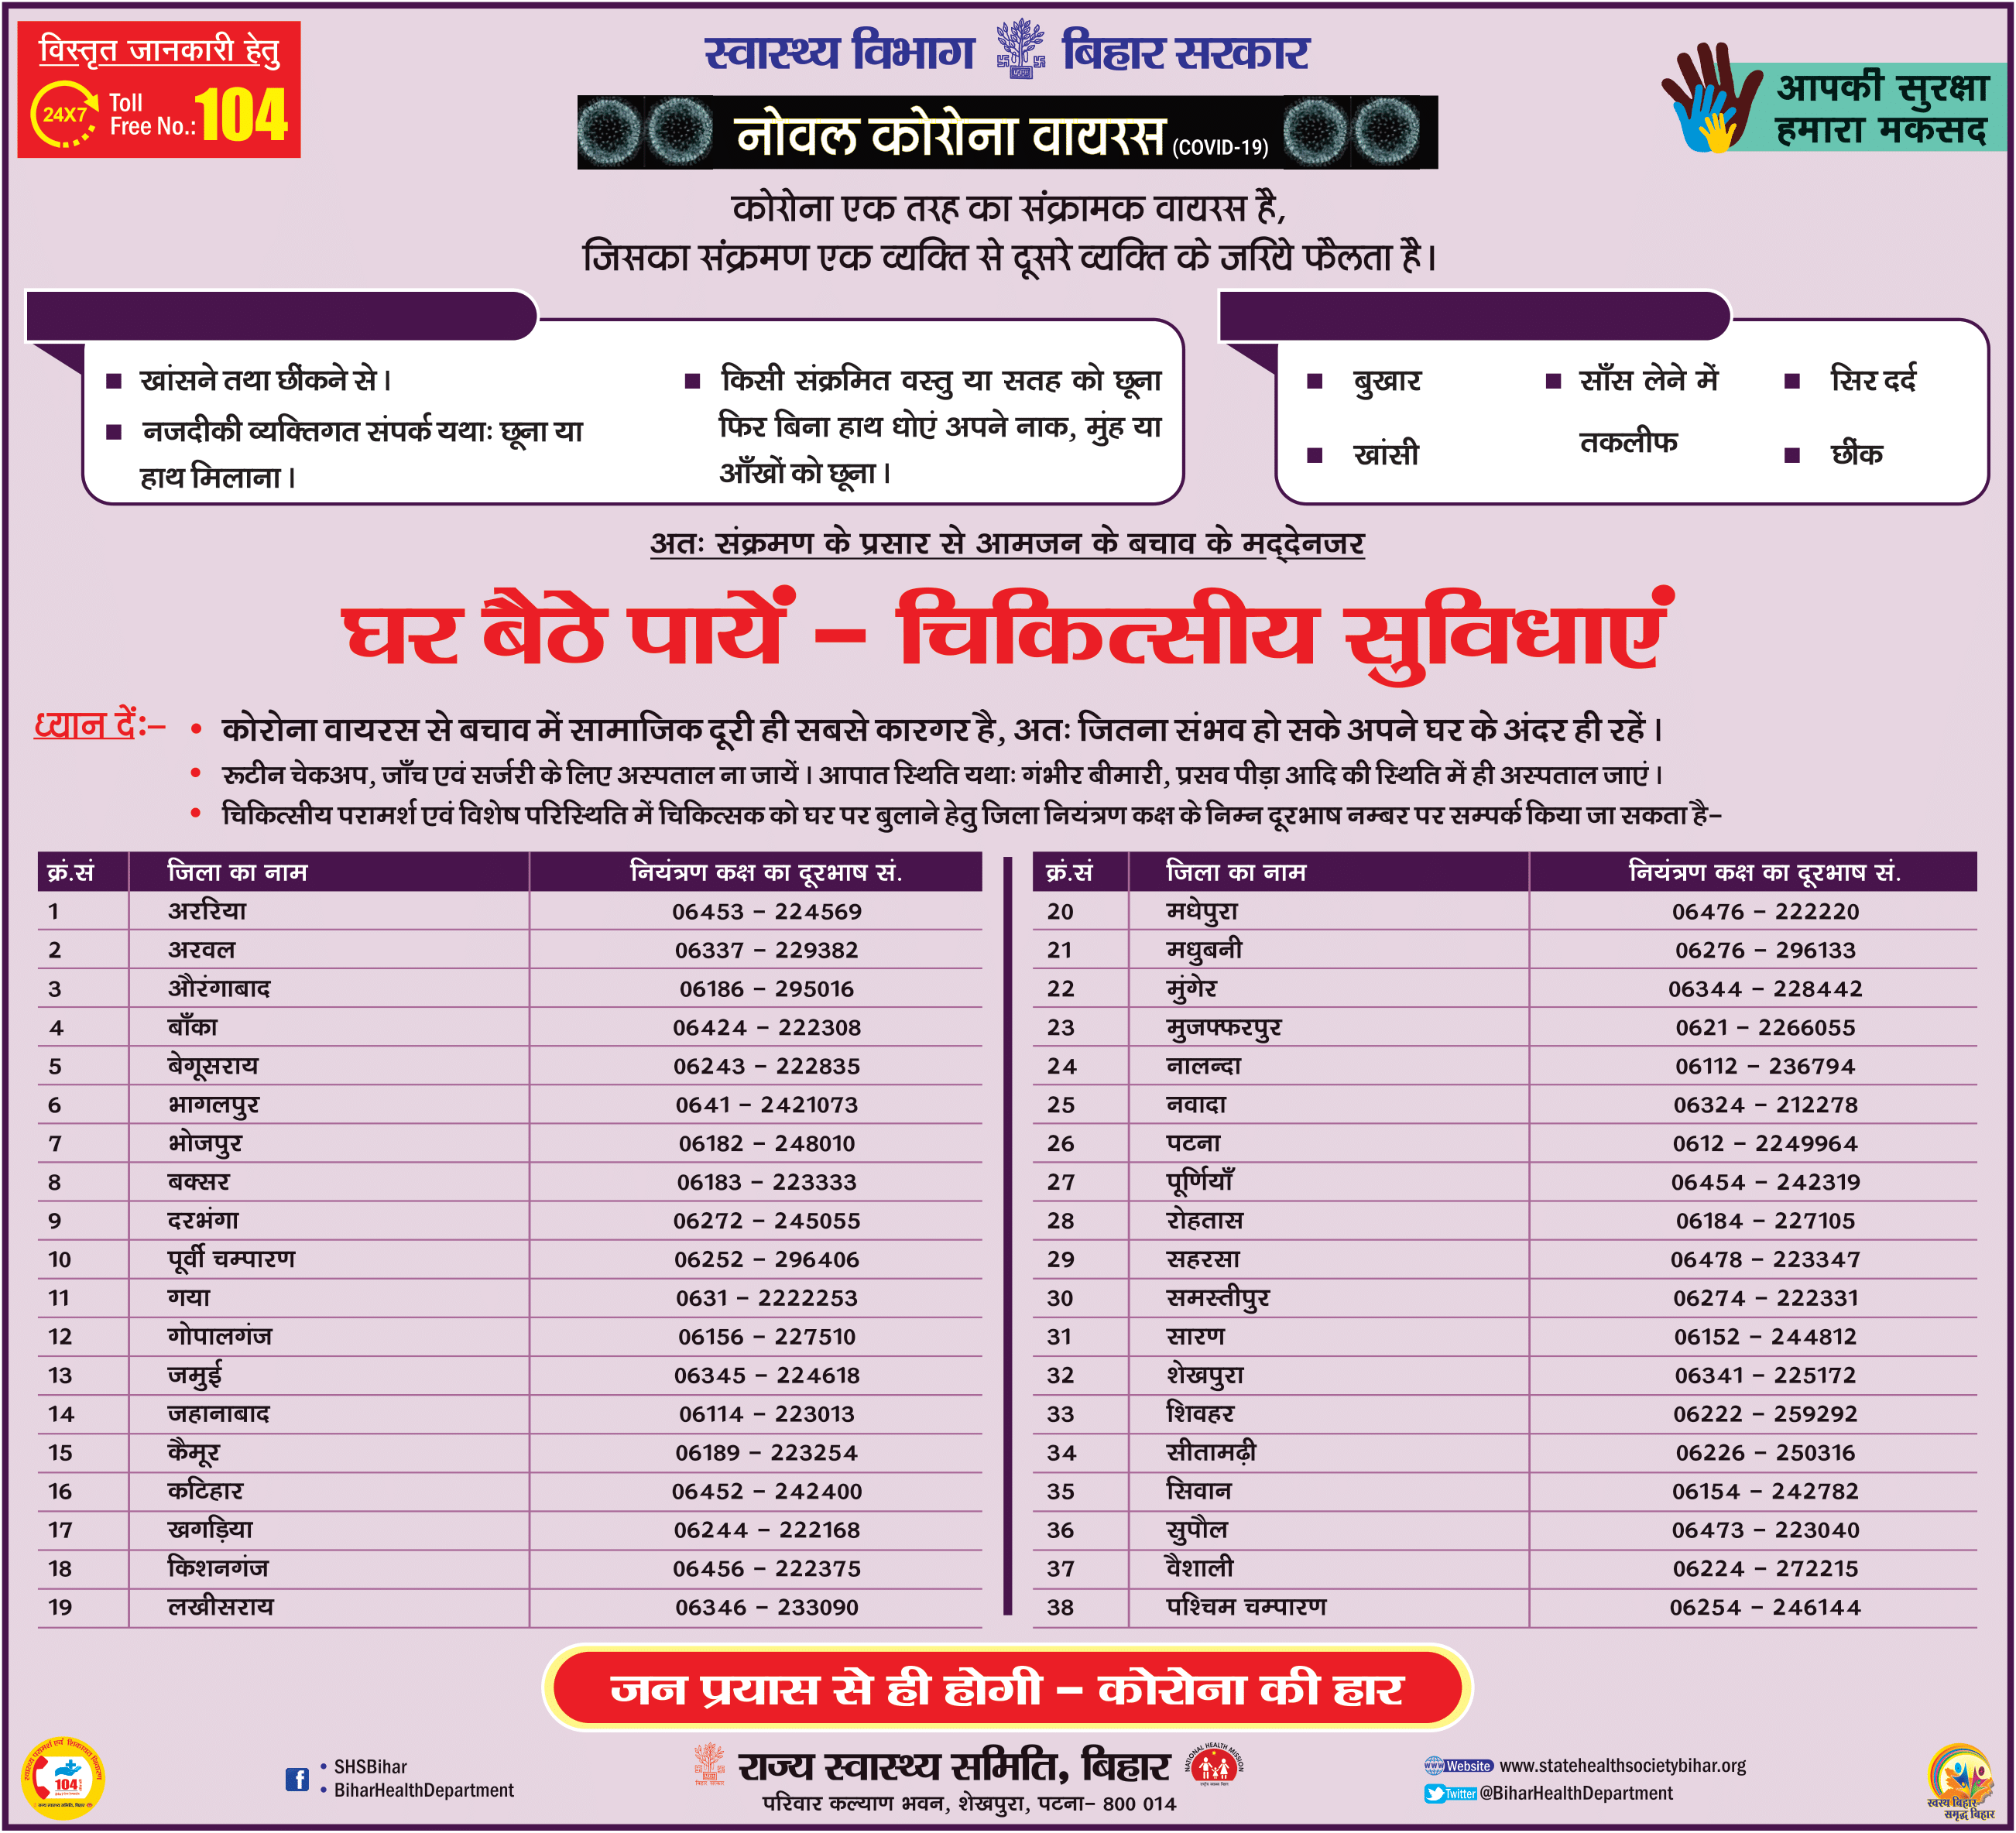 विस्तृत जानकारी हेतु
24X7
Toll
Free No.: 104
स्वास्थ्य विभाग बिहार सरकार
नोवल कोरोना वायरस (COVID-19)
आपकी सुरक्षा
हमारा मकसद
कोरोना एक तरह का संक्रामक वायरस है,
जिसका संक्रमण एक व्यक्ति से दूसरे व्यक्ति के जरिये फैलता है।
■ खांसने तथा छींकने से।
■ नजदीकी व्यक्तिगत संपर्क यथाः छूना या
हाथ मिलाना।
■ किसी संक्रमित वस्तु या सतह को छूना
फिर बिना हाथ धोएं अपने नाक, मुंह या
आँखों को छूना।
■ बुखार
■ खांसी
■ साँस लेने में
तकलीफ
■ सिर दर्द
■ छींक
अतः संक्रमण के प्रसार से आमजन के बचाव के मद्देनजर
घर बैठे पायें – चिकित्सीय सुविधाएं
ध्यान दें:–
• कोरोना वायरस से बचाव में सामाजिक दूरी ही सबसे कारगर है, अतः जितना संभव हो सके अपने घर के अंदर ही रहें।
• रूटीन चेकअप, जाँच एवं सर्जरी के लिए अस्पताल ना जायें। आपात स्थिति यथाः गंभीर बीमारी, प्रसव पीड़ा आदि की स्थिति में ही अस्पताल जाएं।
• चिकित्सीय परामर्श एवं विशेष परिस्थिति में चिकित्सक को घर पर बुलाने हेतु जिला नियंत्रण कक्ष के निम्न दूरभाष नम्बर पर सम्पर्क किया जा सकता है–
क्रं.सं जिला का नाम नियंत्रण कक्ष का दूरभाष सं.
1 अररिया 06453 – 224569
2 अरवल 06337 – 229382
3 औरंगाबाद 06186 – 295016
4 बाँका 06424 – 222308
5 बेगूसराय 06243 – 222835
6 भागलपुर 0641 – 2421073
7 भोजपुर 06182 – 248010
8 बक्सर 06183 – 223333
9 दरभंगा 06272 – 245055
10 पूर्वी चम्पारण 06252 – 296406
11 गया 0631 – 2222253
12 गोपालगंज 06156 – 227510
13 जमुई 06345 – 224618
14 जहानाबाद 06114 – 223013
15 कैमूर 06189 – 223254
16 कटिहार 06452 – 242400
17 खगड़िया 06244 – 222168
18 किशनगंज 06456 – 222375
19 लखीसराय 06346 – 233090
क्रं.सं जिला का नाम नियंत्रण कक्ष का दूरभाष सं.
20 मधेपुरा 06476 – 222220
21 मधुबनी 06276 – 296133
22 मुंगेर 06344 – 228442
23 मुजफ्फरपुर 0621 – 2266055
24 नालन्दा 06112 – 236794
25 नवादा 06324 – 212278
26 पटना 0612 – 2249964
27 पूर्णियाँ 06454 – 242319
28 रोहतास 06184 – 227105
29 सहरसा 06478 – 223347
30 समस्तीपुर 06274 – 222331
31 सारण 06152 – 244812
32 शेखपुरा 06341 – 225172
33 शिवहर 06222 – 259292
34 सीतामढ़ी 06226 – 250316
35 सिवान 06154 – 242782
36 सुपौल 06473 – 223040
37 वैशाली 06224 – 272215
38 पश्चिम चम्पारण 06254 – 246144
जन प्रयास से ही होगी – कोरोना की हार
104
• SHSBihar
• BiharHealthDepartment
राज्य स्वास्थ्य समिति, बिहार
परिवार कल्याण भवन, शेखपुरा, पटना– 800 014
NATIONAL HEALTH MISSION
www Website www.statehealthsocietybihar.org
Twitter @BiharHealthDepartment
स्वस्थ बिहार
समृद्ध बिहार